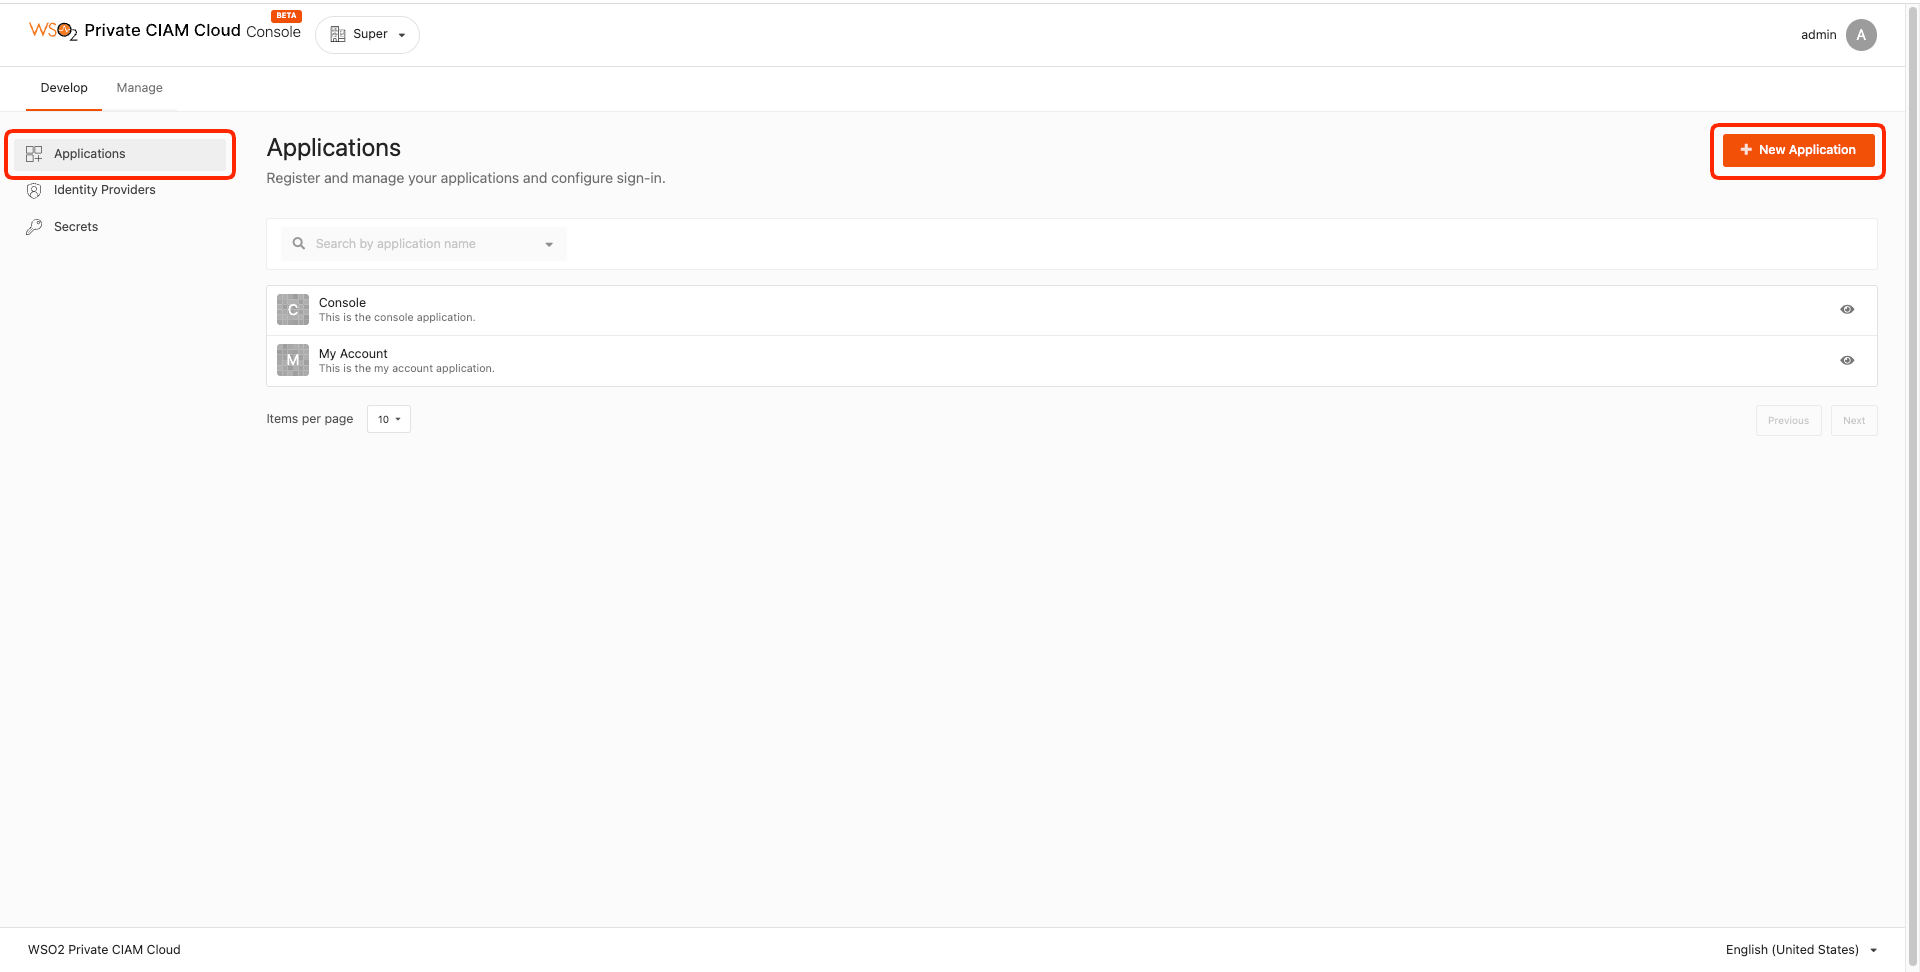 BETA
WSO2 Private CIAM Cloud Console
Super
admin
A
Develop
Manage
Applications
Identity Providers
Secrets
Applications
Register and manage your applications and configure sign-in.
New Application
Search by application name
C
Console
This is the console application.
M
My Account
This is the my account application.
Items per page
10
Previous
Next
WSO2 Private CIAM Cloud
English (United States)